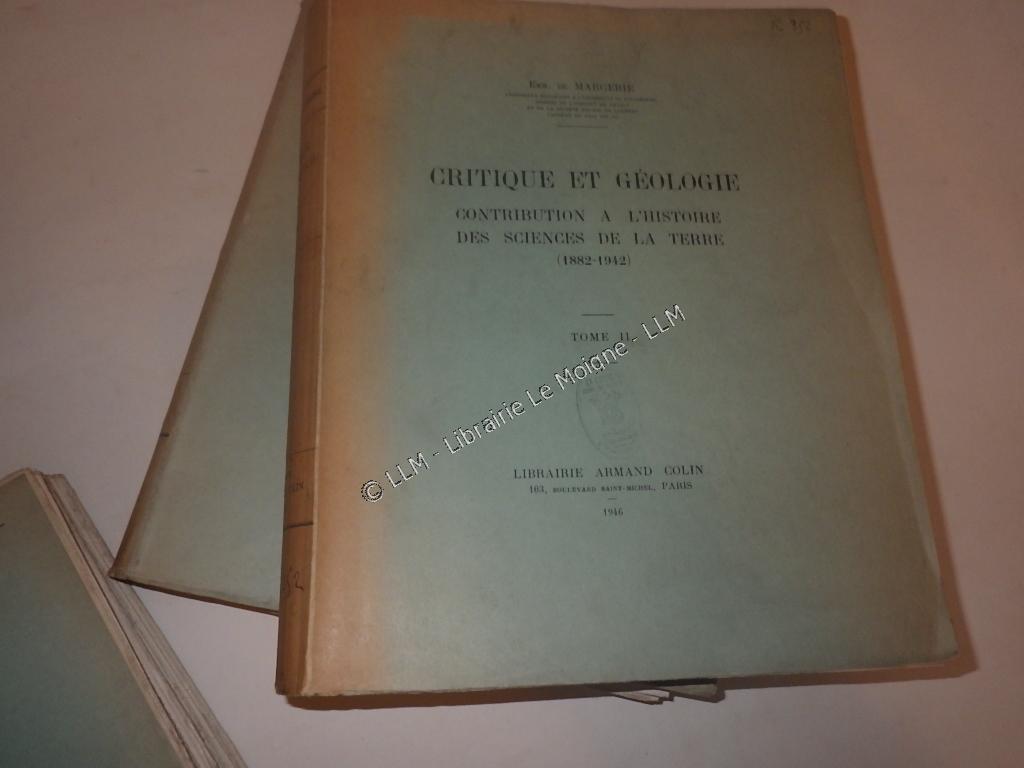 R 752
EMM. DE MARGERIE
CRITIQUE ET GÉOLOGIE
CONTRIBUTION A L'HISTOIRE
DES SCIENCES DE LA TERRE
(1882-1942)
TOME II
© LLM - Librairie Le Moigne - LLM
LIBRAIRIE ARMAND COLIN
103, BOULEVARD SAINT-MICHEL, PARIS
1946